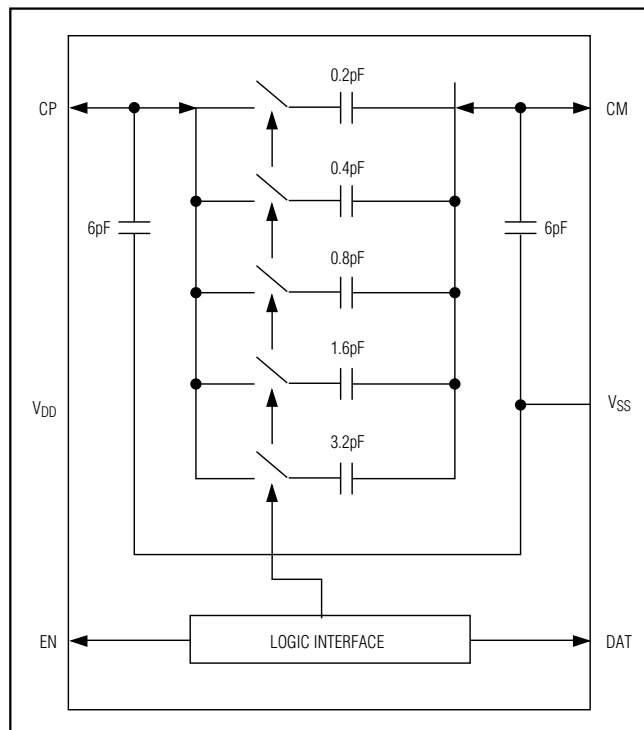 0.2pF
CP
CM
0.4pF
6pF
6pF
0.8pF
1.6pF
VDD
VSS
3.2pF
EN
LOGIC INTERFACE
DAT